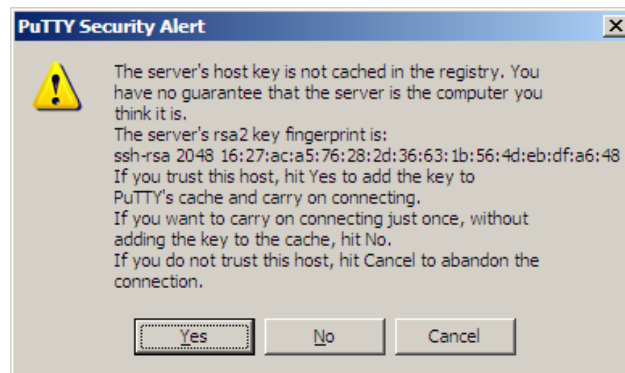 PuTTY Security Alert
The server's host key is not cached in the registry. You
have no guarantee that the server is the computer you
think it is.
The server's rsa2 key fingerprint is:
ssh-rsa 2048 16:27:ac:a5:76:28:2d:36:63:1b:56:4d:eb:df:a6:48
If you trust this host, hit Yes to add the key to
PuTTY's cache and carry on connecting.
If you want to carry on connecting just once, without
adding the key to the cache, hit No.
If you do not trust this host, hit Cancel to abandon the
connection.
Yes No Cancel